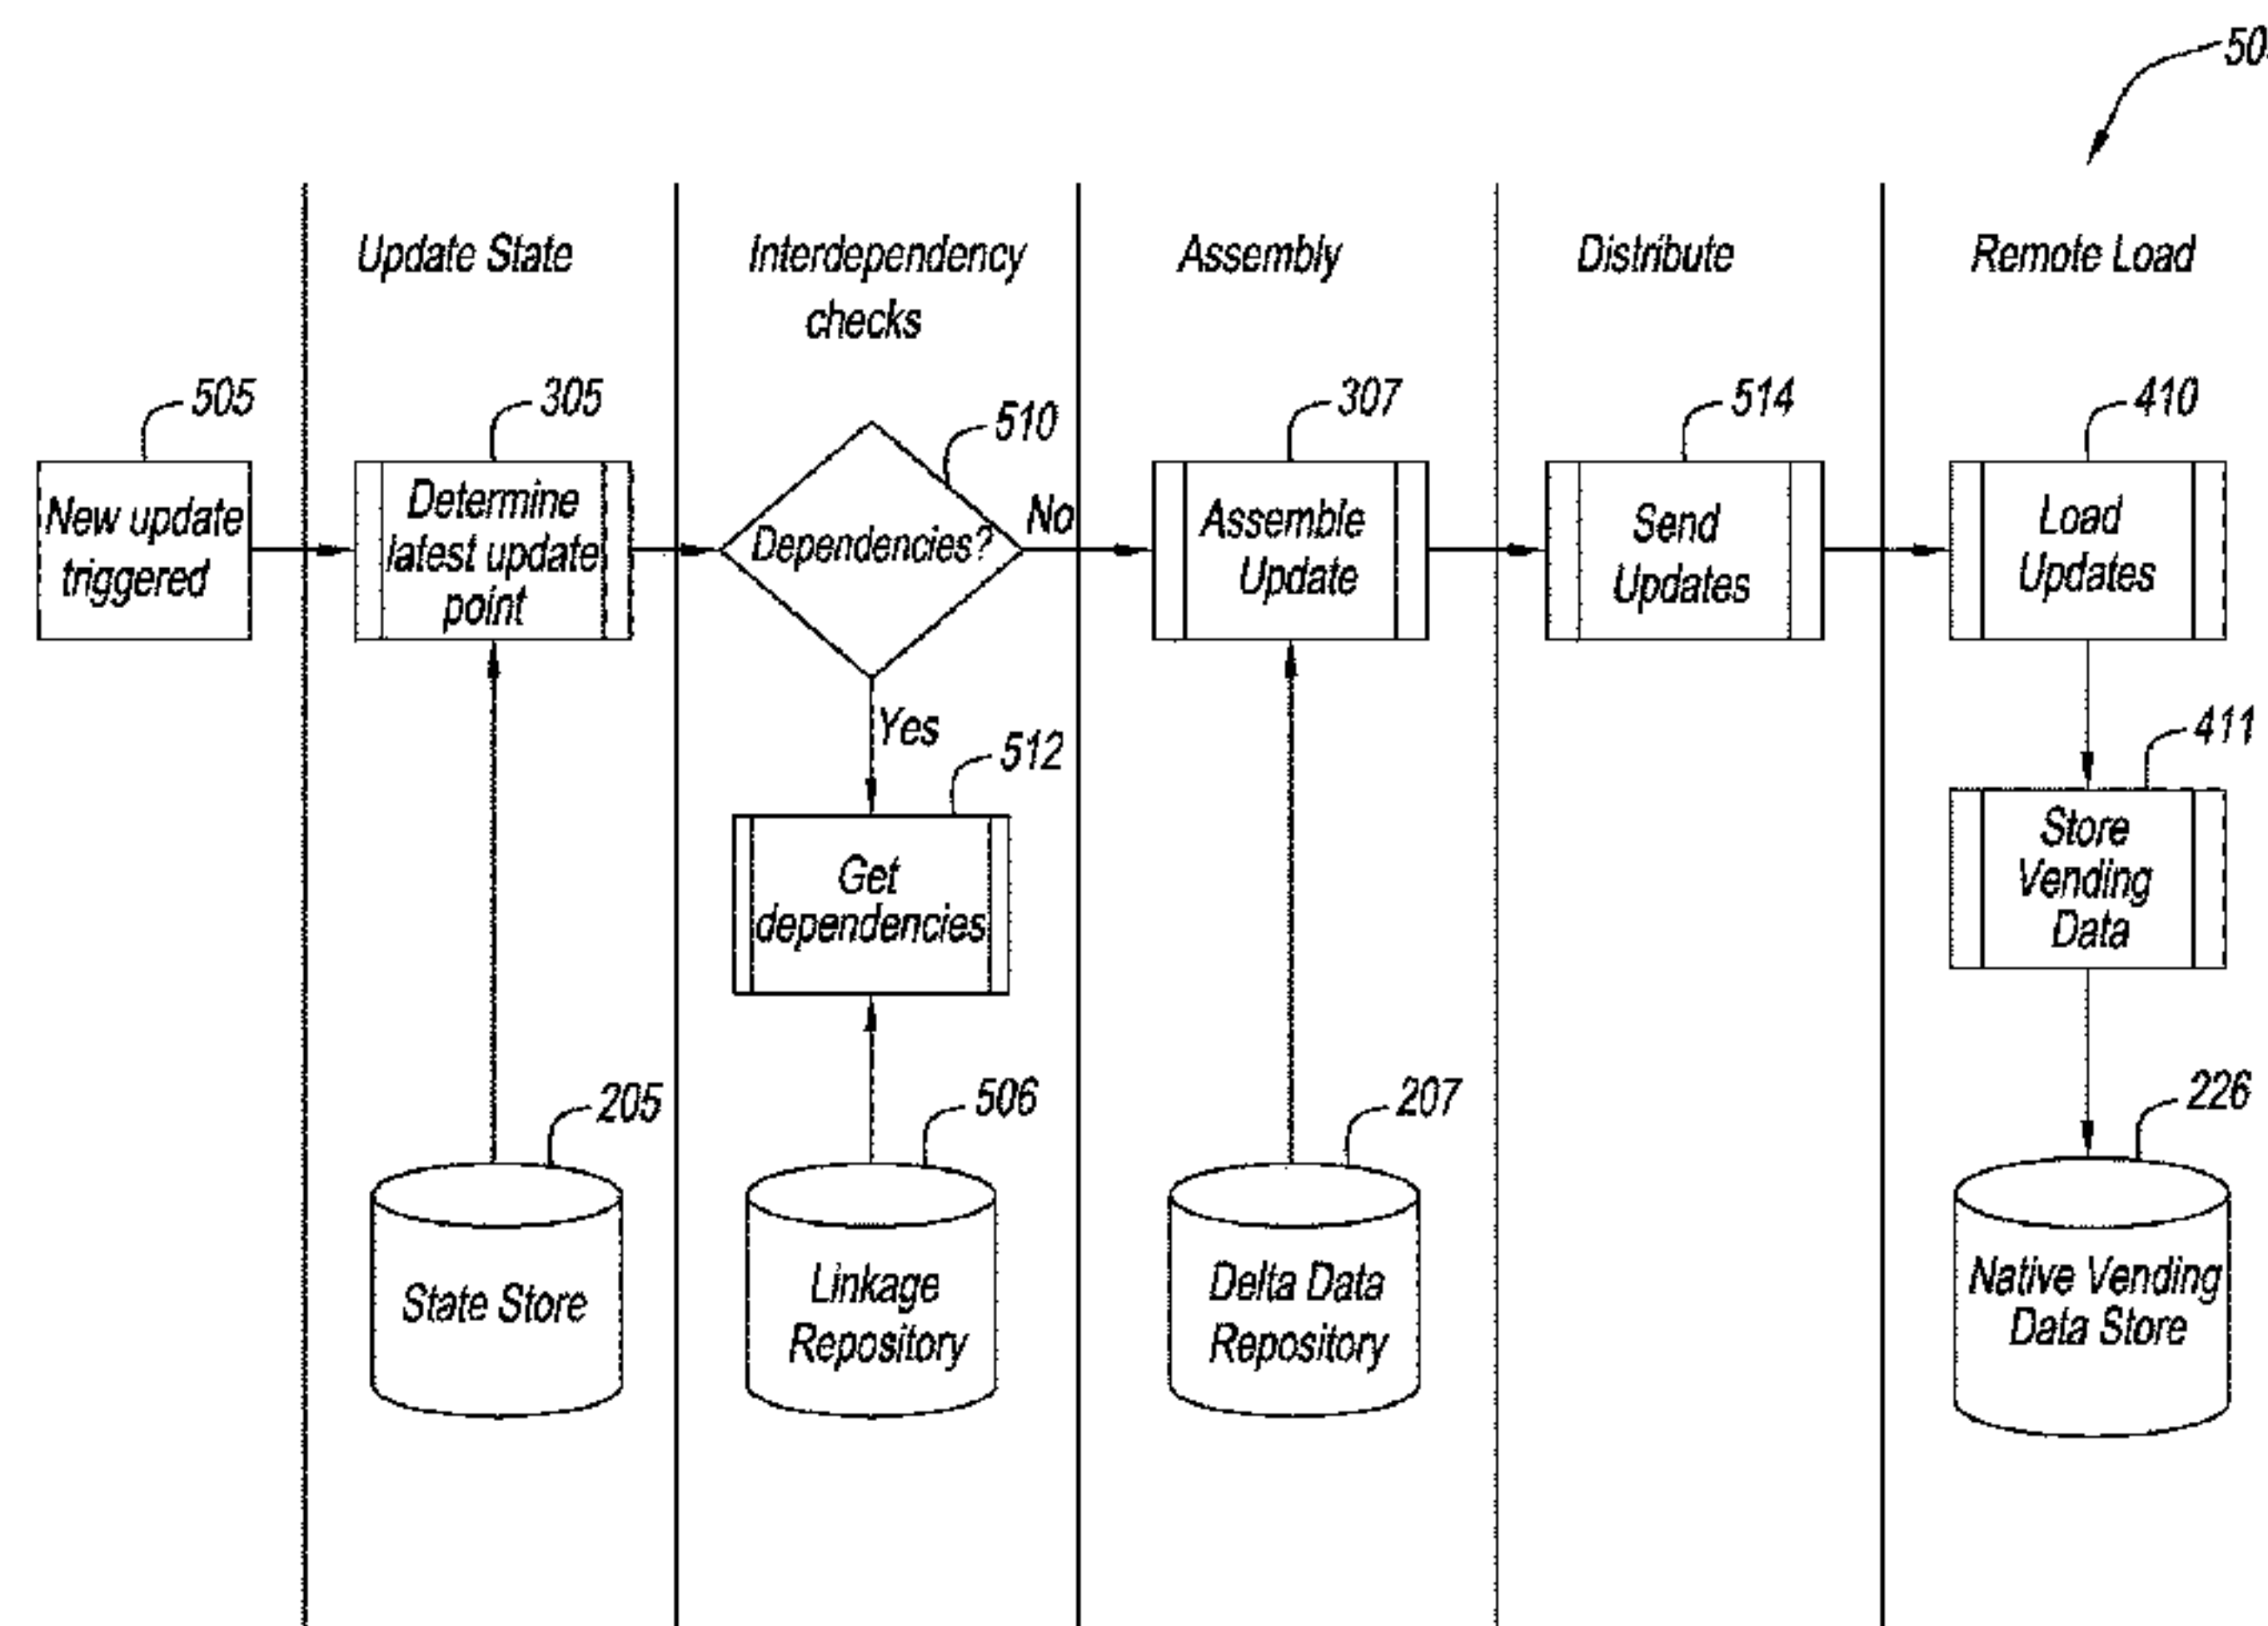 Update State
Interdependency
checks
Assembly
Distribute
Remote Load
505
305
510
307
514
410
New update
triggered
Determine
latest update
point
Dependencies?
No
Assemble
Update
Send
Updates
Load
Updates
Yes
512
411
Get
dependencies
Store
Vending
Data
205
506
207
226
State Store
Linkage
Repository
Delta Data
Repository
Native Vending
Data Store